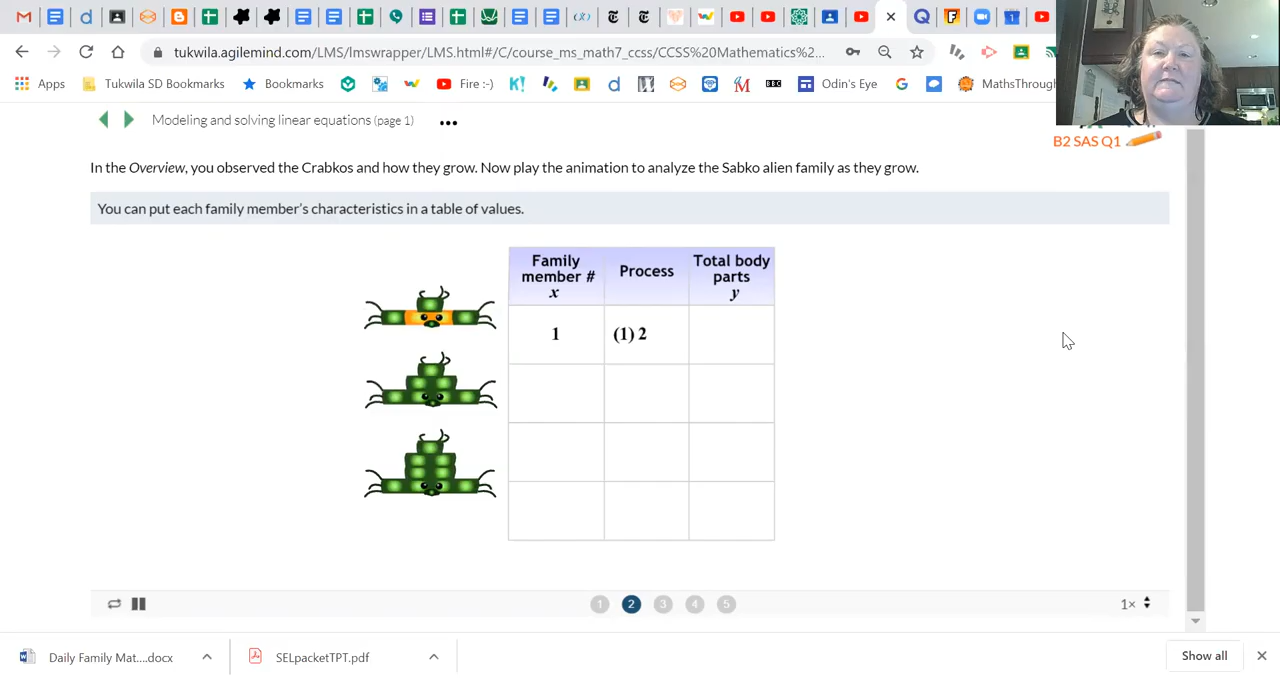 tukwila.agilemind.com/LMS/lmswrapper/LMS.html#/C/course_ms_math7_ccss/CCSS%20Mathematics%2...
Apps
Tukwila SD Bookmarks
Bookmarks
Fire :-)
BBC
Odin's Eye
MathsThrough
Modeling and solving linear equations (page 1)
B2 SAS Q1
In the Overview, you observed the Crabkos and how they grow. Now play the animation to analyze the Sabko alien family as they grow.
You can put each family member's characteristics in a table of values.
Family member # x
Process
Total body parts y
1
(1) 2
1 2 3 4 5
1×
Daily Family Mat....docx
SELpacketTPT.pdf
Show all